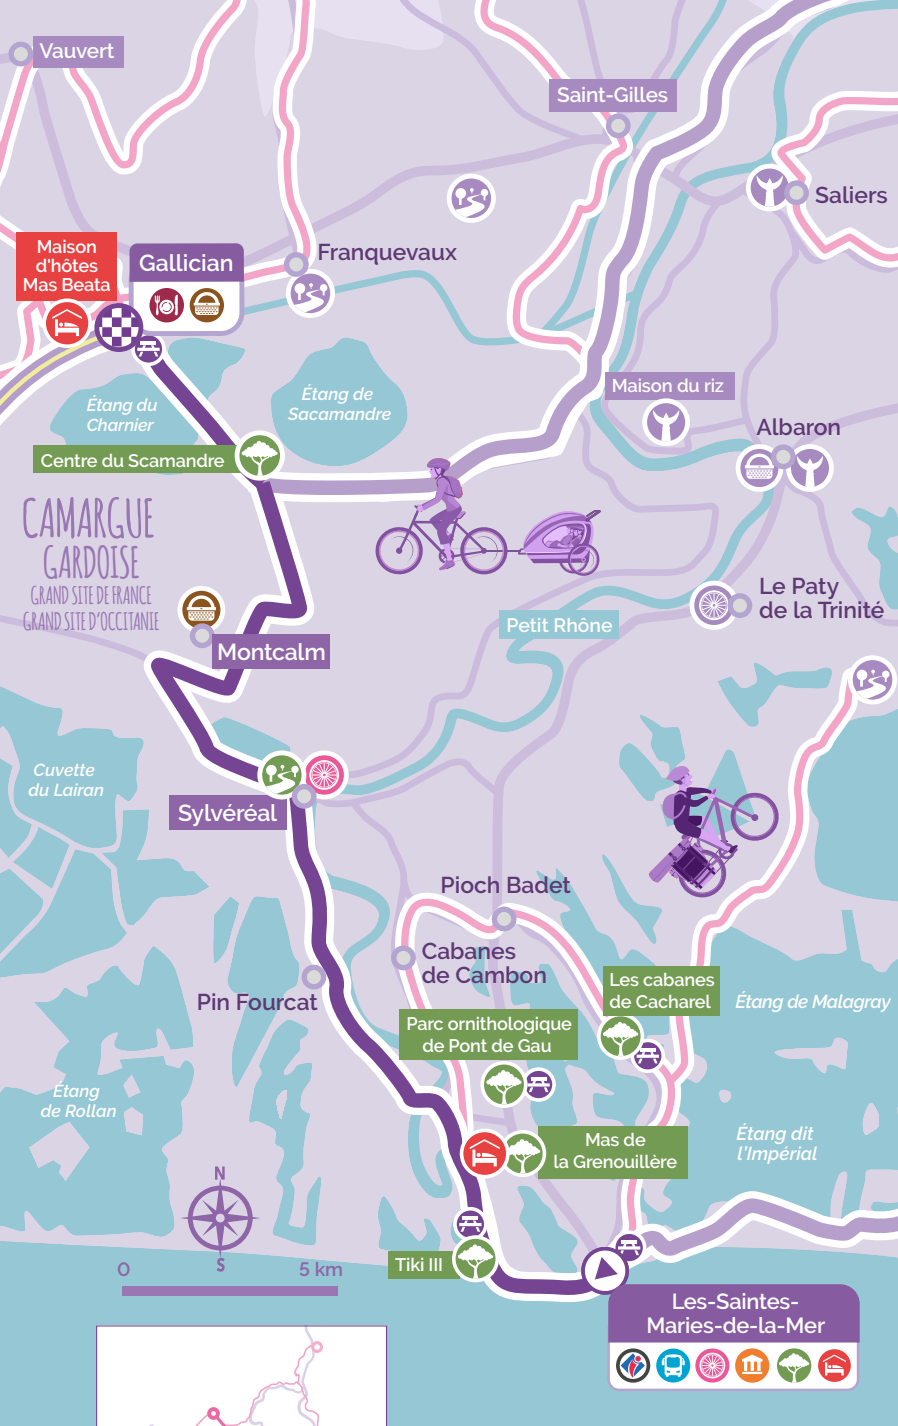 Vauvert
Saint-Gilles
Saliers
Maison
d'hôtes
Mas Beata
Gallician
Franquevaux
Étang du
Charnier
Étang de
Sacamandre
Maison du riz
Albaron
Centre du Scamandre
CAMARGUE
GARDOISE
GRAND SITE DE FRANCE
GRAND SITE D'OCCITANIE
Petit Rhône
Le Paty
de la Trinité
Montcalm
Cuvette
du Lairan
Sylvéréal
Pioch Badet
Cabanes
de Cambon
Pin Fourcat
Les cabanes
de Cacharel
Étang de Malagray
Parc ornithologique
de Pont de Gau
Étang
de Rollan
Mas de
la Grenouillère
Étang dit
l'Impérial
N
S
0 5 km
Tiki III
Les-Saintes-
Maries-de-la-Mer